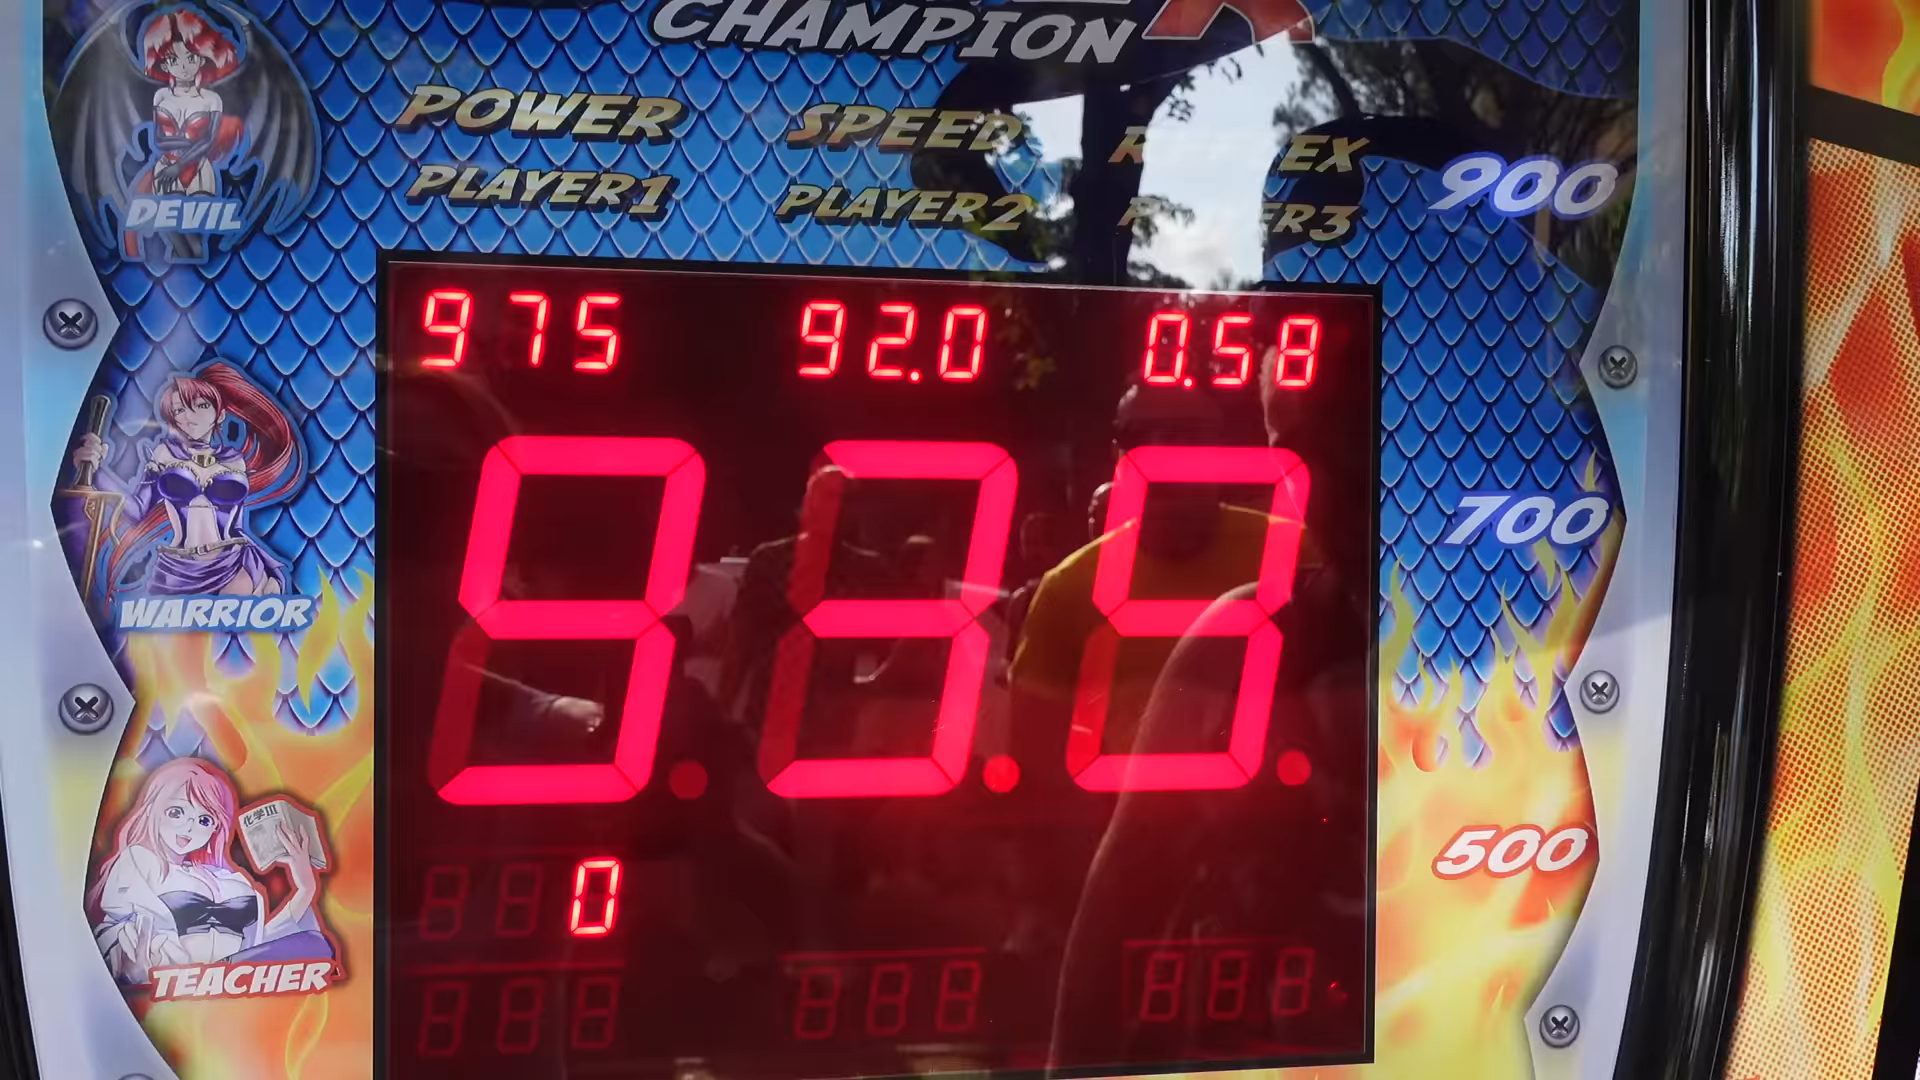 CHAMPION
POWER SPEED
PLAYER1 PLAYER2
900
DEVIL
975 92.0 0.58
939
700
WARRIOR
500
0
化学III
TEACHER